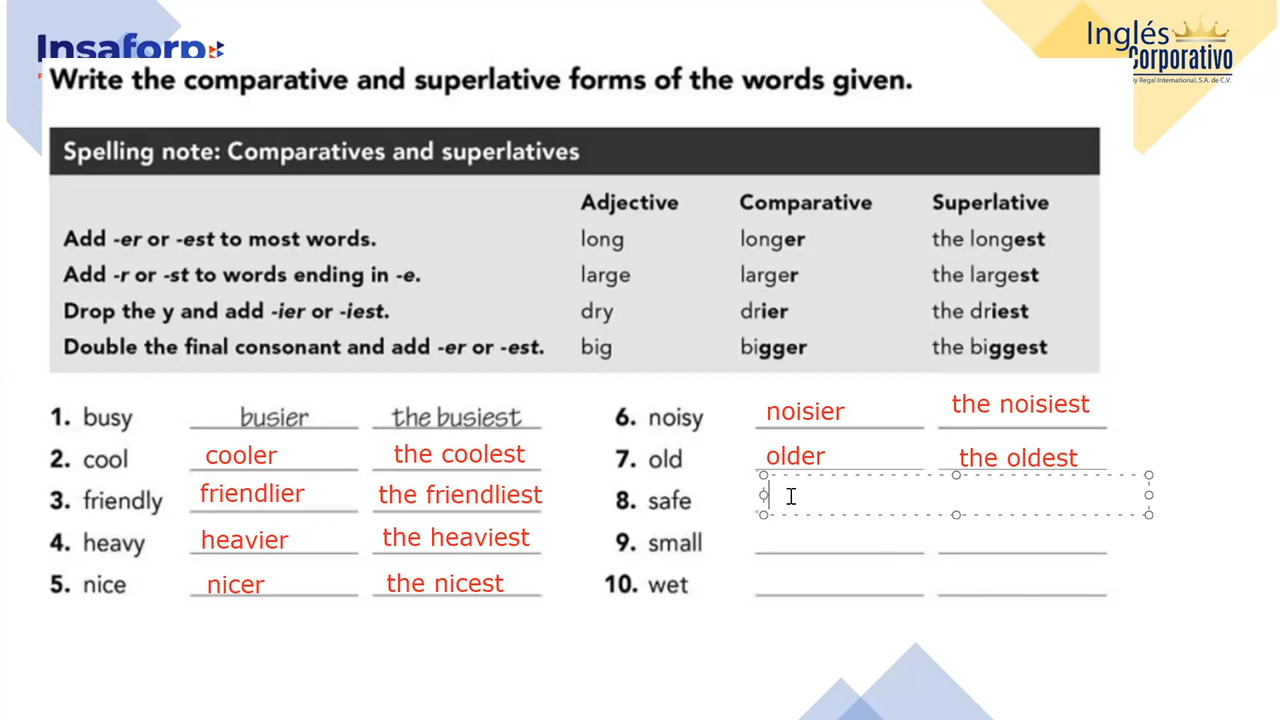 Insaforp
Inglés
Corporativo
by Regal International, S.A. de C.V.
Write the comparative and superlative forms of the words given.
Spelling note: Comparatives and superlatives
Adjective Comparative Superlative
Add -er or -est to most words. long longer the longest
Add -r or -st to words ending in -e. large larger the largest
Drop the y and add -ier or -iest. dry drier the driest
Double the final consonant and add -er or -est. big bigger the biggest
1. busy busier the busiest
2. cool cooler the coolest
3. friendly friendlier the friendliest
4. heavy heavier the heaviest
5. nice nicer the nicest
6. noisy noisier the noisiest
7. old older the oldest
8. safe
9. small
10. wet